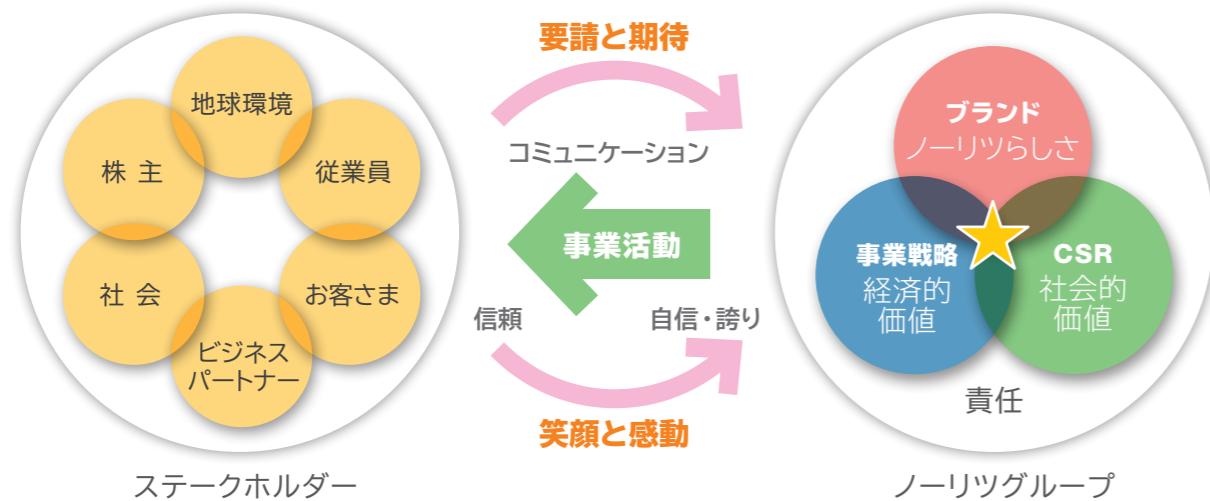 地球環境
株 主
従業員
社 会
お客さま
ビジネス
パートナー
ステークホルダー
要請と期待
コミュニケーション
事業活動
信頼
自信・誇り
笑顔と感動
ブランド
ノーリツらしさ
事業戦略
経済的
価値
CSR
社会的
価値
責任
ノーリツグループ